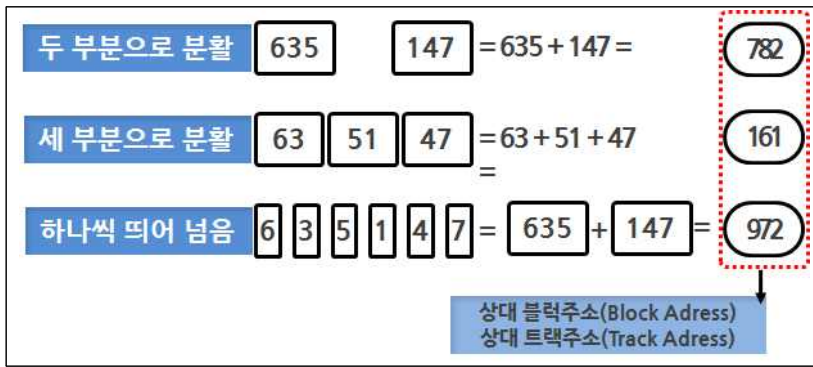 두 부분으로 분활 635 147 =635+147= 782
세 부분으로 분활 63 51 47 =63+51+47 161
=
하나씩 띄어 넘음 6 3 5 1 4 7 = 635 + 147 = 972
상대 블럭주소(Block Adress)
상대 트랙주소(Track Adress)